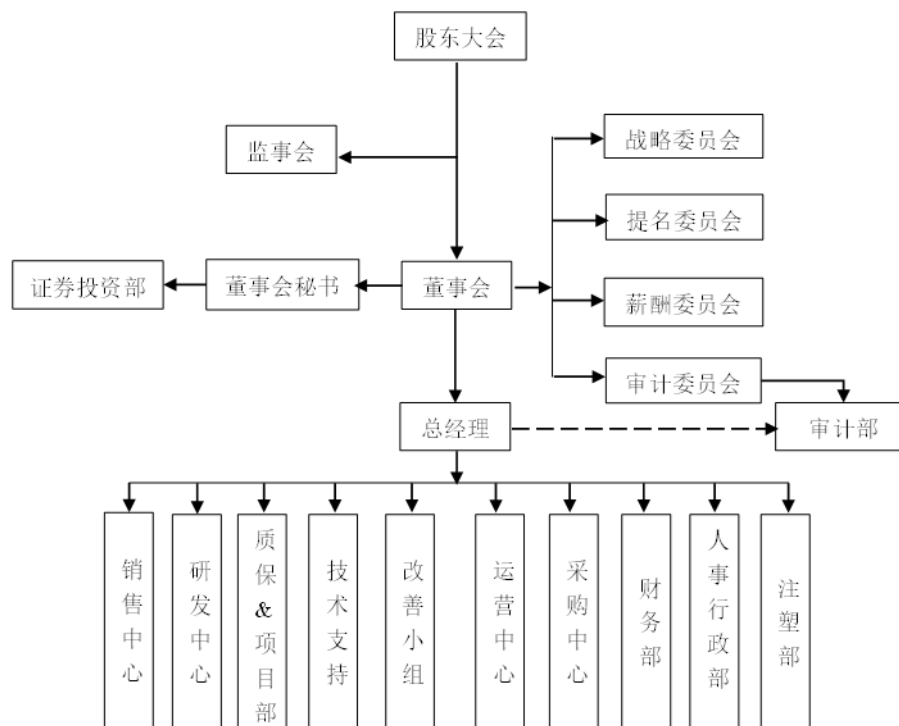 股东大会
监事会
战略委员会
提名委员会
证券投资部
董事会秘书
董事会
薪酬委员会
审计委员会
总经理
审计部
销售中心
研发中心
质保&项目部
技术支持
改善小组
运营中心
采购中心
财务部
人事行政部
注塑部